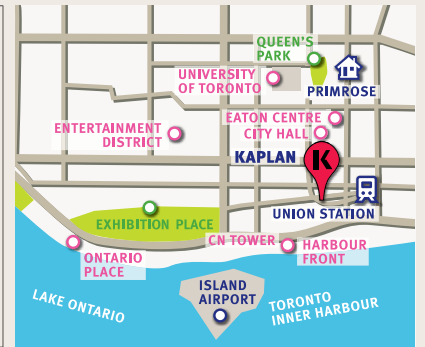 QUEEN'S
PARK
UNIVERSITY
OF TORONTO
PRIMROSE
EATON CENTRE
CITY HALL
ENTERTAINMENT
DISTRICT
KAPLAN
K
UNION STATION
EXHIBITION PLACE
CN TOWER
HARBOUR
FRONT
ONTARIO
PLACE
ISLAND
AIRPORT
LAKE ONTARIO
TORONTO
INNER HARBOUR